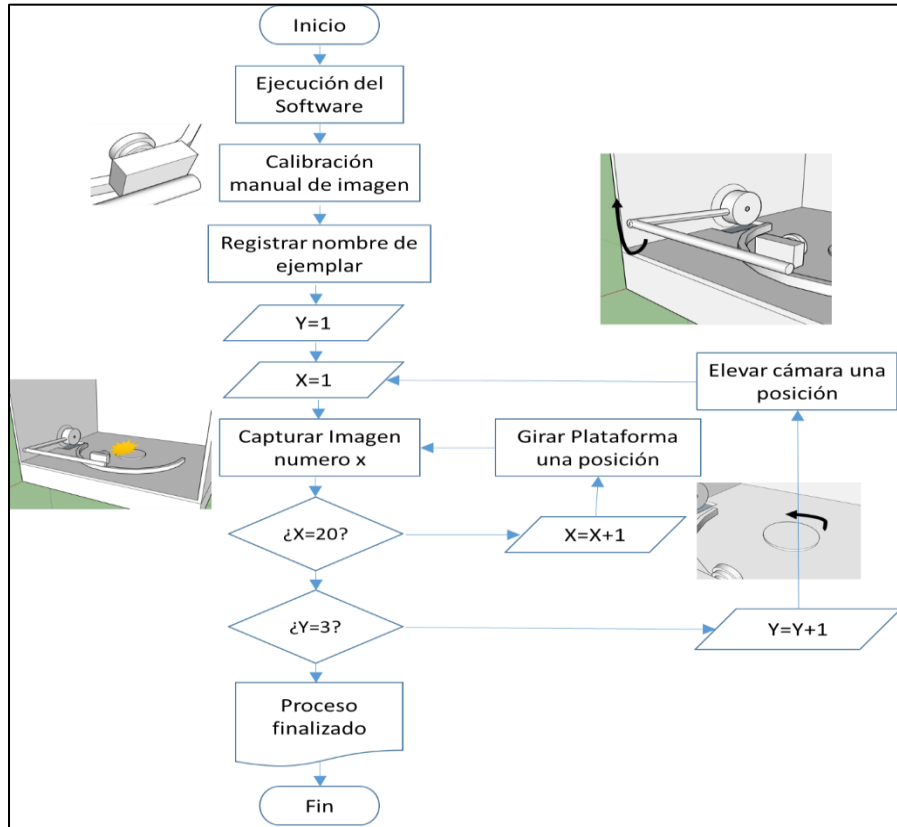 Inicio
Ejecución del
Software
Calibración
manual de imagen
Registrar nombre de
ejemplar
Y=1
X=1
Elevar cámara una
posición
Capturar Imagen
numero x
Girar Plataforma
una posición
¿X=20?
X=X+1
¿Y=3?
Y=Y+1
Proceso
finalizado
Fin